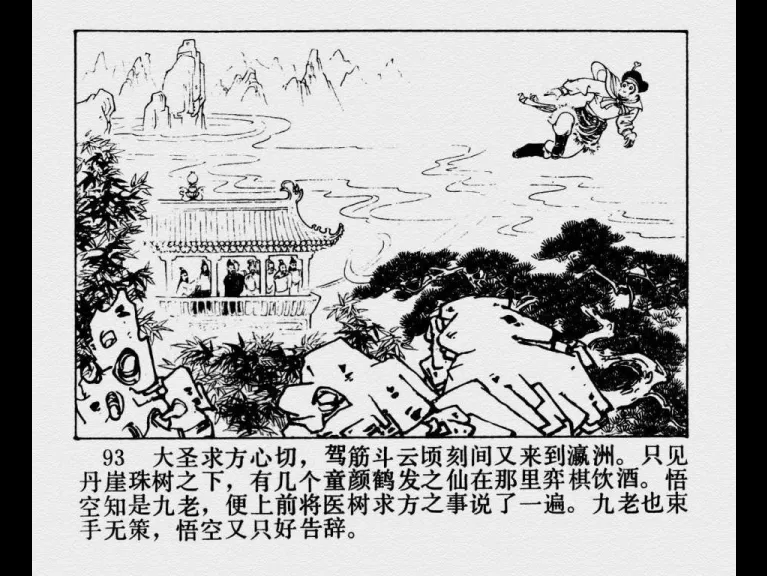 93 大圣求方心切，驾筋斗云顷刻间又来到瀛洲。只见
丹崖珠树之下，有几个童颜鹤发之仙在那里弈棋饮酒。悟
空知是九老，便上前将医树求方之事说了一遍。九老也束
手无策，悟空又只好告辞。